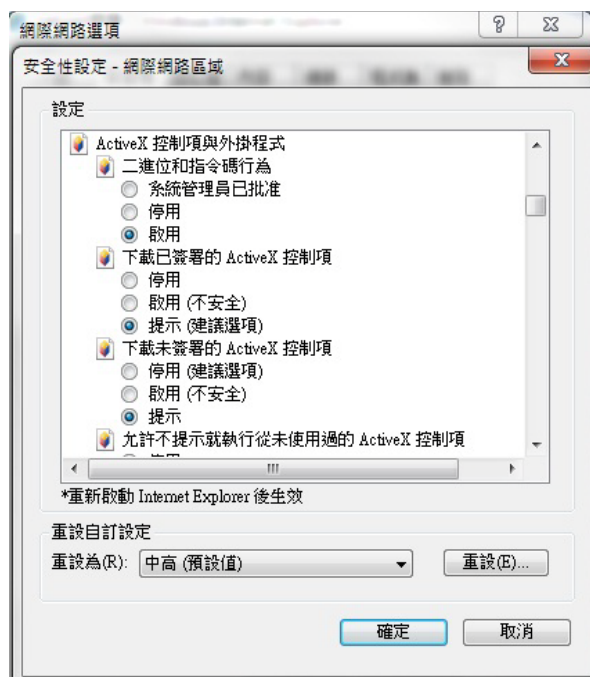 網際網路選項
安全性設定 - 網際網路區域
設定
ActiveX 控制項與外掛程式
二進位和指令碼行為
系統管理員已批准
停用
啟用
下載已簽署的 ActiveX 控制項
停用
啟用 (不安全)
提示 (建議選項)
下載未簽署的 ActiveX 控制項
停用 (建議選項)
啟用 (不安全)
提示
允許不提示就執行從未使用過的 ActiveX 控制項
*重新啟動 Internet Explorer 後生效
重設自訂設定
重設為(R): 中高 (預設值) 重設(E)...
確定 取消